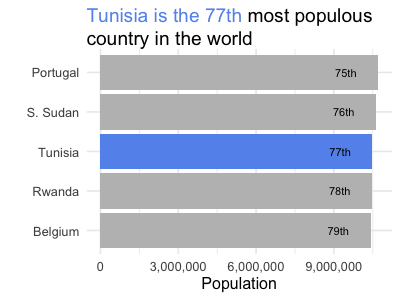 Tunisia is the 77th most populous
country in the world
Portugal 75th
S. Sudan 76th
Tunisia 77th
Rwanda 78th
Belgium 79th
0 3,000,000 6,000,000 9,000,000
Population